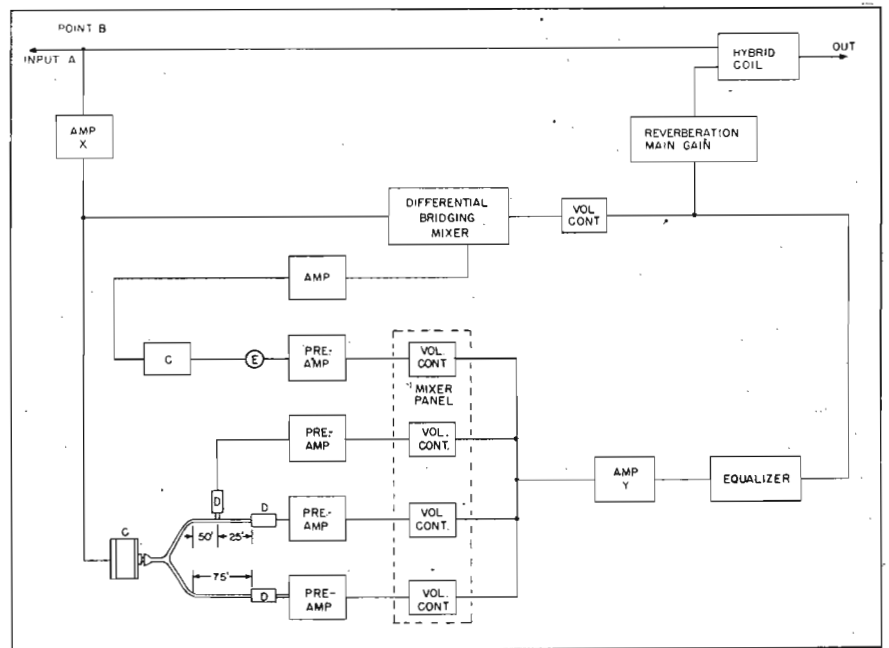 POINT B
INPUT A
HYBRID
COIL
OUT
AMP
X
REVERBERATION
MAIN GAIN
DIFFERENTIAL
BRIDGING
MIXER
VOL
CONT
AMP
C
E
PRE-
AMP
VOL.
CONT
MIXER
PANEL
PRE-
AMP
VOL.
CONT.
D
D
50'
25'
PRE-
AMP
VOL
CONT.
AMP
Y
EQUALIZER
C
75'
D
PRE-
AMP
VOL.
CONT